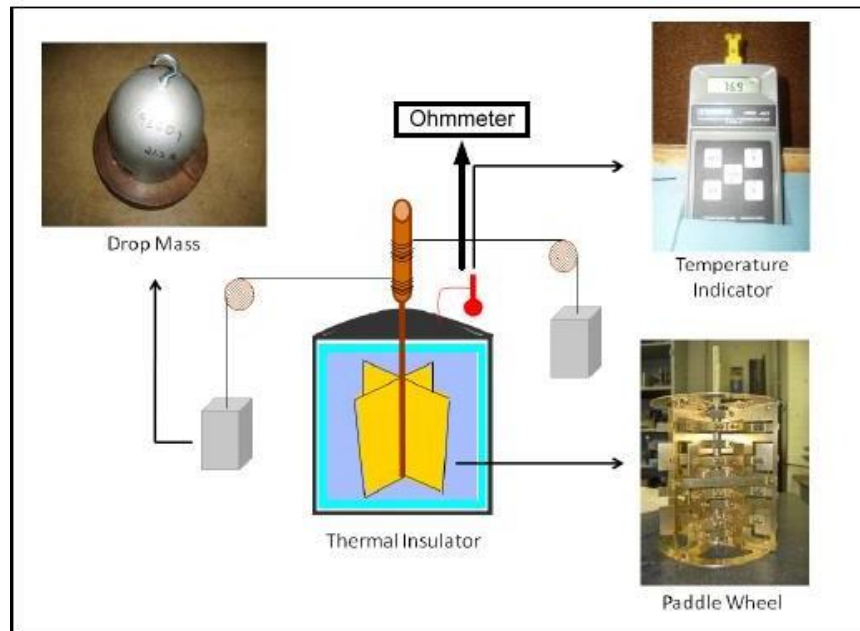 Ohmmeter
Drop Mass
Temperature
Indicator
Thermal Insulator
Paddle Wheel